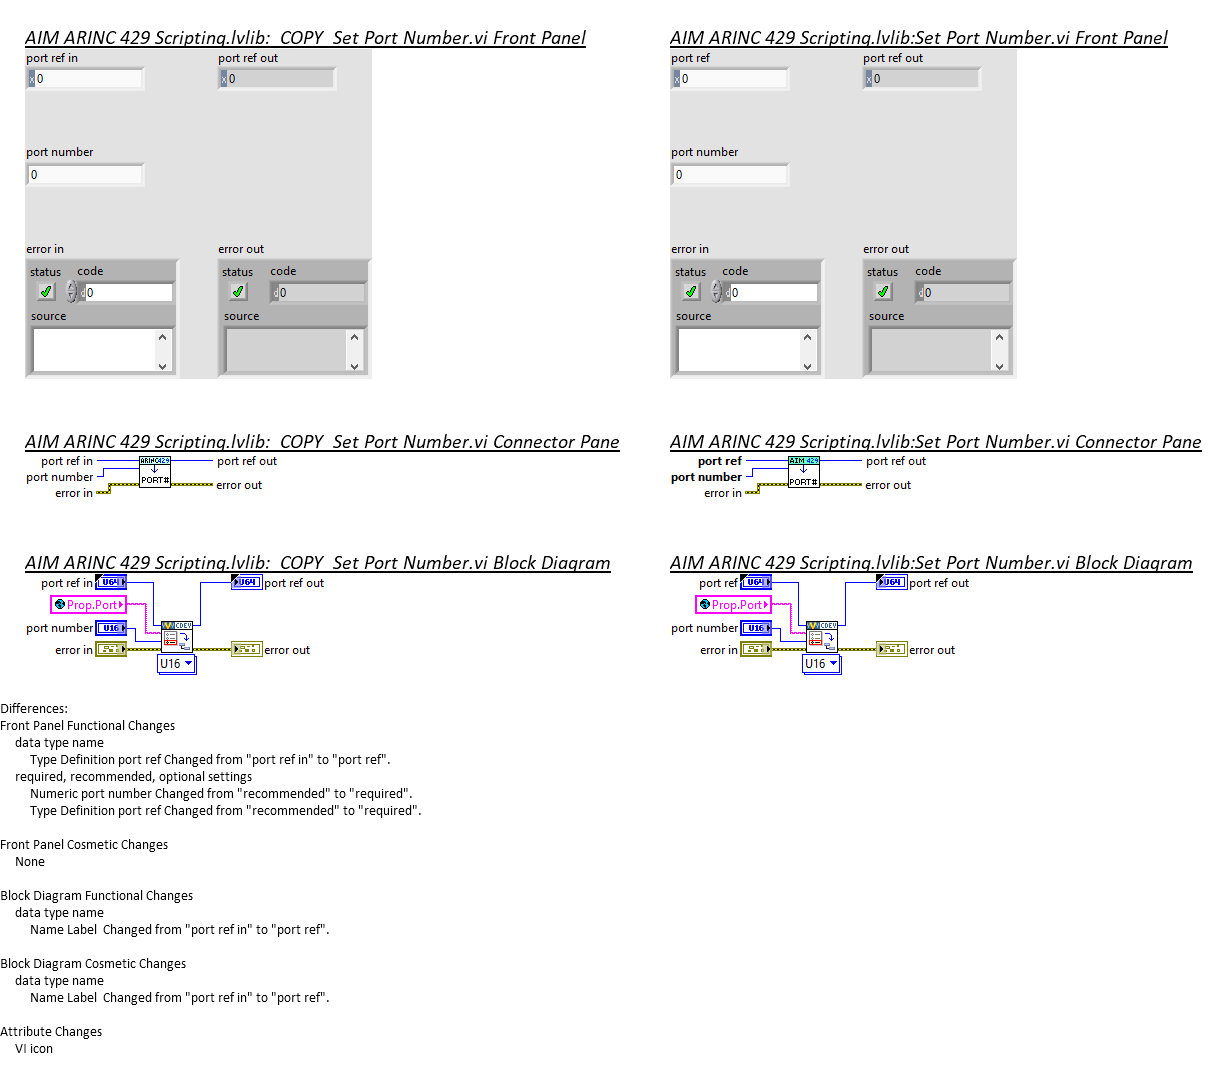 AIM ARINC 429 Scripting.lvlib:  COPY  Set Port Number.vi Front Panel
port ref in
port ref out
x 0
x 0
port number
0
error in
error out
status
code
status
code
d 0
d 0
source
source
AIM ARINC 429 Scripting.lvlib:Set Port Number.vi Front Panel
port ref
port ref out
x 0
x 0
port number
0
error in
error out
status
code
status
code
d 0
d 0
source
source
AIM ARINC 429 Scripting.lvlib:  COPY  Set Port Number.vi Connector Pane
port ref in
port number
error in
ARINC429
PORT#
port ref out
error out
AIM ARINC 429 Scripting.lvlib:Set Port Number.vi Connector Pane
port ref
port number
error in
AIM 429
PORT#
port ref out
error out
AIM ARINC 429 Scripting.lvlib:  COPY  Set Port Number.vi Block Diagram
port ref in
U64
U64
port ref out
Prop.Port
port number
U16
CDEV
error in
error out
U16
AIM ARINC 429 Scripting.lvlib:Set Port Number.vi Block Diagram
port ref
U64
U64
port ref out
Prop.Port
port number
U16
CDEV
error in
error out
U16
Differences:
Front Panel Functional Changes
data type name
Type Definition port ref Changed from "port ref in" to "port ref".
required, recommended, optional settings
Numeric port number Changed from "recommended" to "required".
Type Definition port ref Changed from "recommended" to "required".
Front Panel Cosmetic Changes
None
Block Diagram Functional Changes
data type name
Name Label  Changed from "port ref in" to "port ref".
Block Diagram Cosmetic Changes
data type name
Name Label  Changed from "port ref in" to "port ref".
Attribute Changes
VI icon